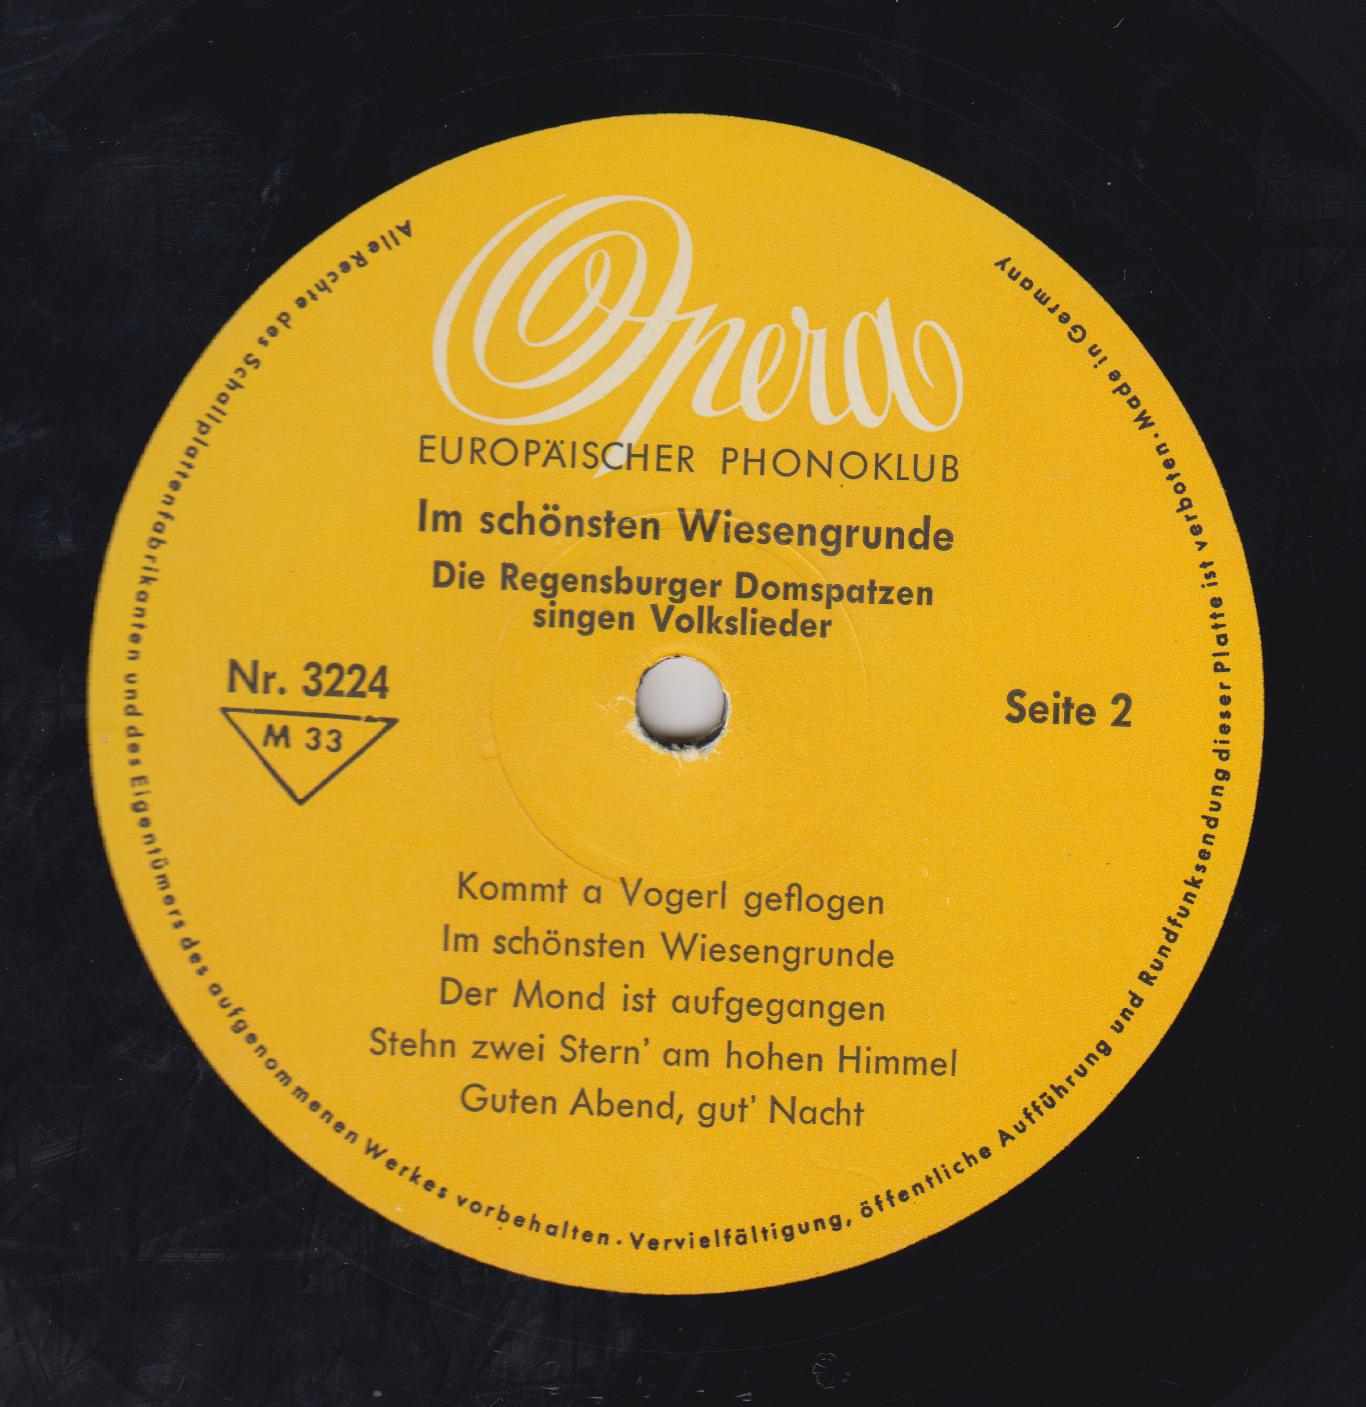 Opera
EUROPÄISCHER PHONOKLUB
Im schönsten Wiesengrunde
Die Regensburger Domspatzen
singen Volkslieder
Nr. 3224
M 33
Seite 2
Kommt a Vogerl geflogen
Im schönsten Wiesengrunde
Der Mond ist aufgegangen
Stehn zwei Stern' am hohen Himmel
Guten Abend, gut' Nacht
Alle Rechte des Schallplattenfabrikanten und des Eigentümers des aufgenommenen Werkes vorbehalten · Vervielfältigung, öffentliche Aufführung und Rundfunksendung dieser Platte ist verboten · Made in Germany